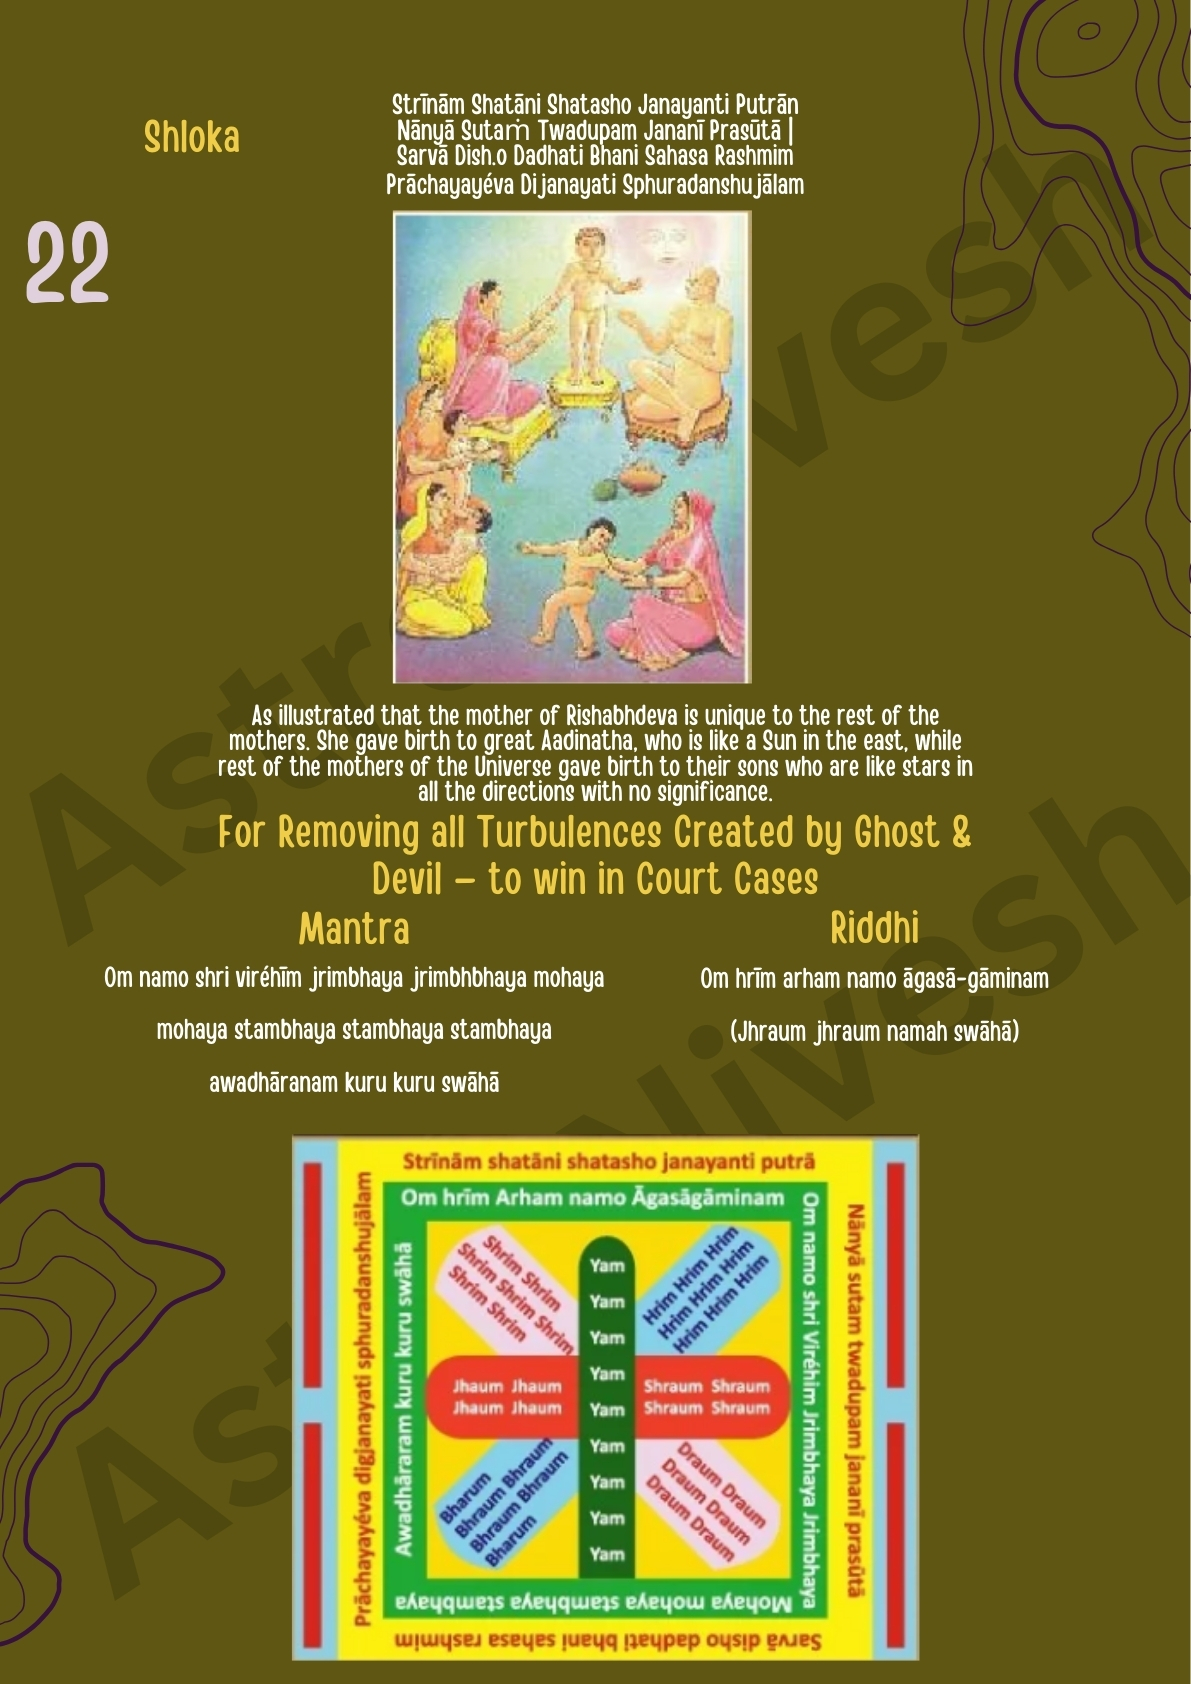 Shloka
22
Strīnām Shatāni Shatasho Janayanti Putrān
Nānyā Sutaṁ Twadupam Jananī Prasūtā |
Sarvā Dish.o Dadhati Bhani Sahasa Rashmim
Prāchayayéva Dijanayati Sphuradanshujālam
As illustrated that the mother of Rishabhdeva is unique to the rest of the
mothers. She gave birth to great Aadinatha, who is like a Sun in the east, while
rest of the mothers of the Universe gave birth to their sons who are like stars in
all the directions with no significance.
For Removing all Turbulences Created by Ghost &
Devil – to win in Court Cases
Mantra
Om namo shri viréhīm jrimbhaya jrimbhbhaya mohaya
mohaya stambhaya stambhaya stambhaya
awadhāranam kuru kuru swāhā
Riddhi
Om hrīm arham namo āgasā-gāminam
(Jhraum jhraum namah swāhā)
Strīnām shatāni shatasho janayanti putrā
Nānyā sutam twadupam jananī prasūtā
Sarvā disho dadhati bhani sahasa rashmim
Prāchayayéva digjanayati sphuradanshujālam
Om hrīm Arham namo Āgasāgāminam
Om namo shri Viréhim Jrimbhaya Jrimbhaya
Mohaya mohaya stambhaya stambhaya
Awadhāraram kuru kuru swāhā
Shrim Shrim
Shrim Shrim Shrim
Shrim Shrim
Hrim Hrim Hrim
Hrim Hrim Hrim
Hrim Hrim Hrim
Yam
Yam
Yam
Yam
Yam
Yam
Yam
Yam
Yam
Jhaum Jhaum
Jhaum Jhaum
Shraum Shraum
Shraum Shraum
Bharum
Bhraum Bhraum
Bhraum Bhraum
Bharum
Draum Draum
Draum Draum
Draum Draum
Astro Nivesh
Astro Nivesh